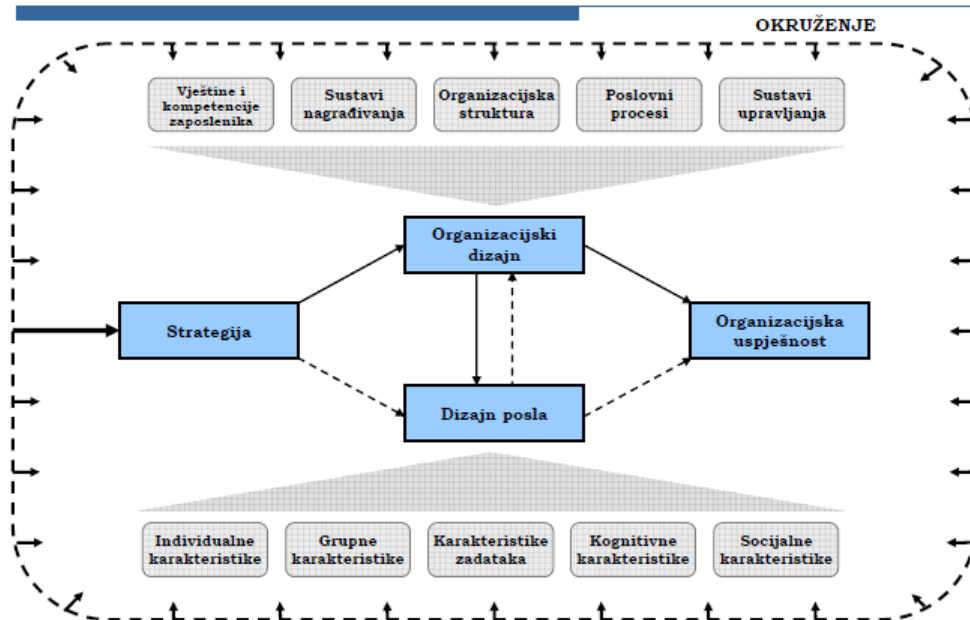 OKRUŽENJE
Vještine i
kompetencije
zaposlenika
Sustavi
nagrađivanja
Organizacijska
struktura
Poslovni
procesi
Sustavi
upravljanja
Organizacijski
dizajn
Strategija
Organizacijska
uspješnost
Dizajn posla
Individualne
karakteristike
Grupne
karakteristike
Karakteristike
zadataka
Kognitivne
karakteristike
Socijalne
karakteristike